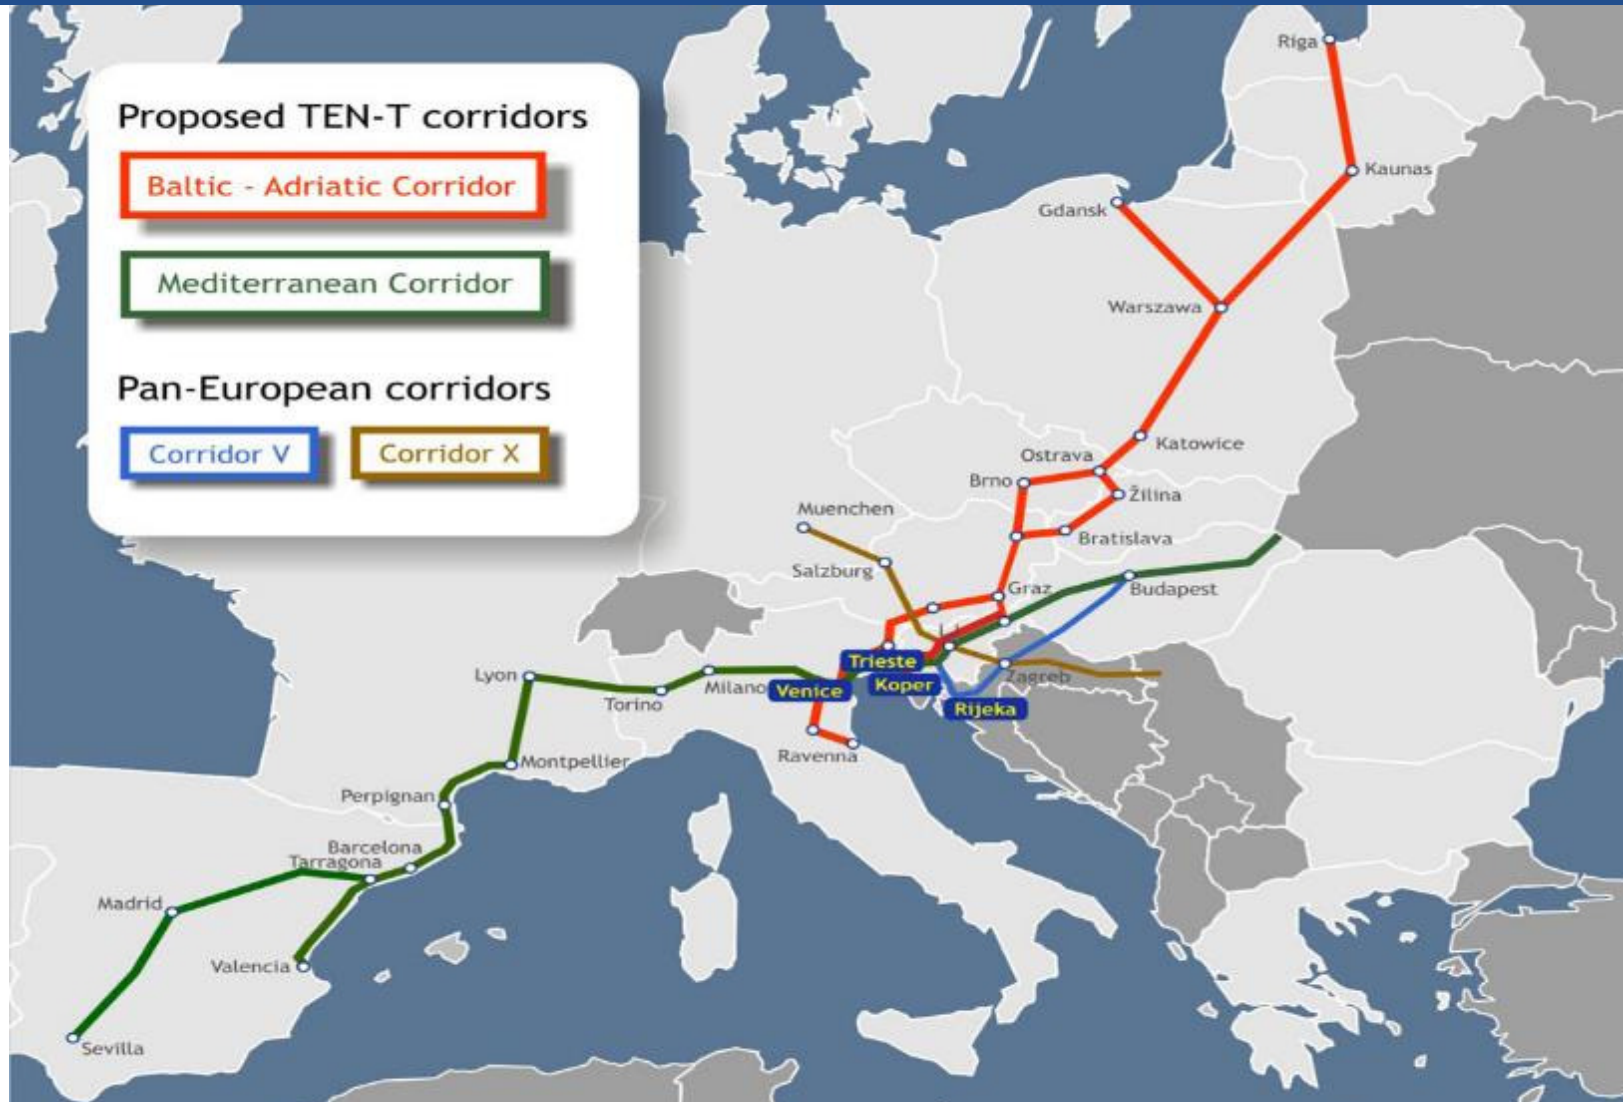 Proposed TEN-T corridors
Baltic - Adriatic Corridor
Mediterranean Corridor
Pan-European corridors
Corridor V
Corridor X
Riga
Kaunas
Gdansk
Warszawa
Katowice
Ostrava
Brno
Žilina
Muenchen
Bratislava
Salzburg
Graz
Budapest
Trieste
Lyon
Milano
Venice
Koper
Zagreb
Torino
Rijeka
Ravenna
Montpellier
Perpignan
Barcelona
Tarragona
Madrid
Valencia
Sevilla